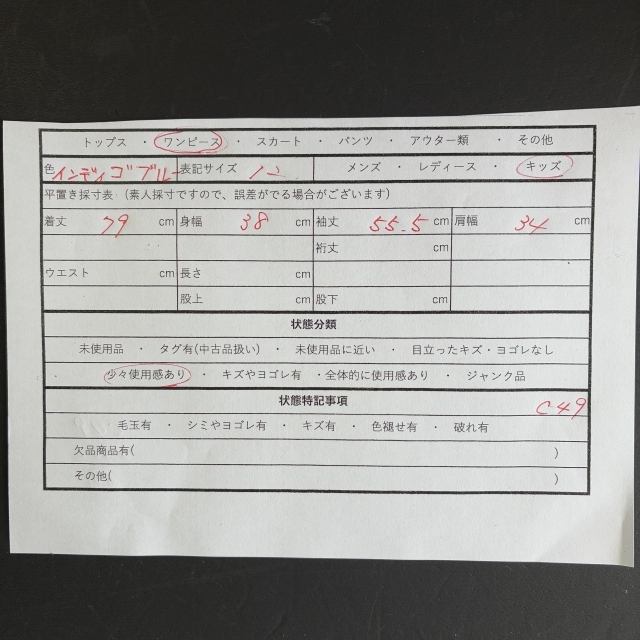 トップス ・ ワンピース ・ スカート ・ パンツ ・ アウター類 ・ その他
色 インディゴブルー 表記サイズ 12 メンズ ・ レディース ・ キッズ
平置き採寸表 (素人採寸ですので、誤差がでる場合がございます)
着丈 79 cm 身幅 38 cm 袖丈 55.5 cm 肩幅 34 cm
裄丈 cm
ウエスト cm 長さ cm
股上 cm 股下 cm
状態分類
未使用品 ・ タグ有(中古品扱い) ・ 未使用品に近い ・ 目立ったキズ・ヨゴレなし
少々使用感あり ・ キズやヨゴレ有 ・全体的に使用感あり ・ ジャンク品
状態特記事項
C49
毛玉有 ・ シミやヨゴレ有 ・ キズ有 ・ 色褪せ有 ・ 破れ有
欠品商品有( )
その他( )